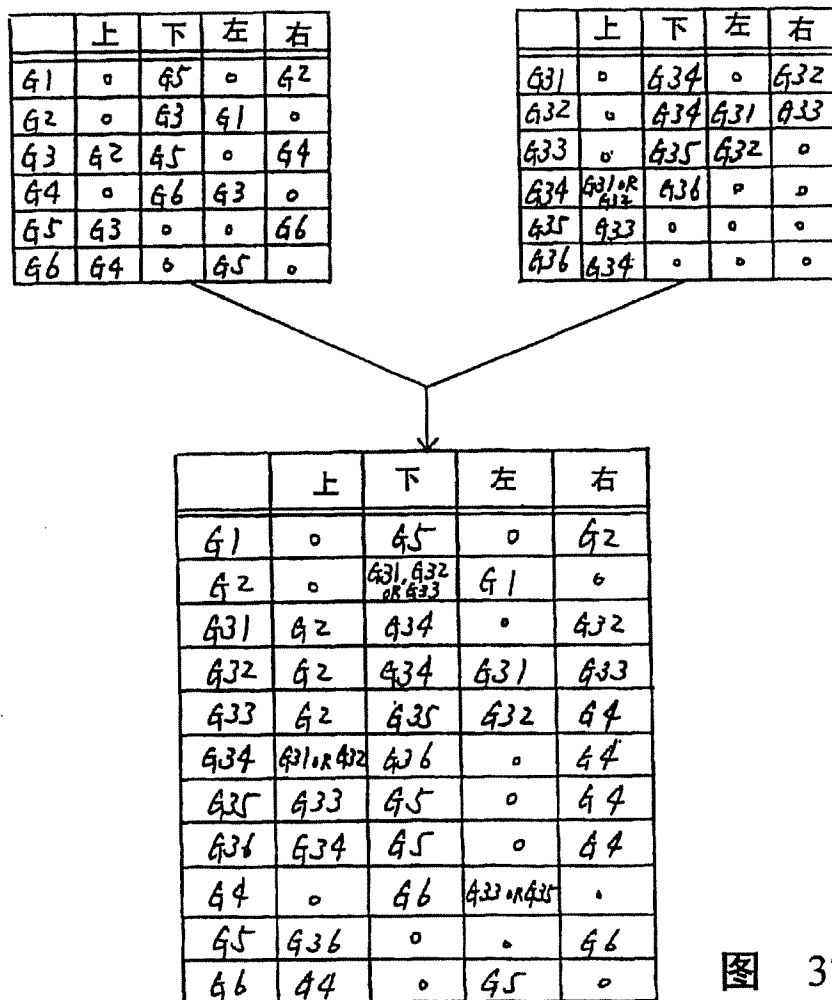 上 下 左 右
G1 o G5 o G2
G2 o G3 G1 o
G3 G2 G5 o G4
G4 o G6 G3 o
G5 G3 o o G6
G6 G4 o G5 o
上 下 左 右
G31 o G34 o G32
G32 o G34 G31 G33
G33 o G35 G32 o
G34 G31 OR G32 G36 o o
G35 G33 o o o
G36 G34 o o o
上 下 左 右
G1 o G5 o G2
G2 o G31, G32 OR G33 G1 o
G31 G2 G34 o G32
G32 G2 G34 G31 G33
G33 G2 G35 G32 G4
G34 G31 OR G32 G36 o G4
G35 G33 G5 o G4
G36 G34 G5 o G4
G4 o G6 G33 OR G35 o
G5 G36 o o G6
G6 G4 o G5 o
图